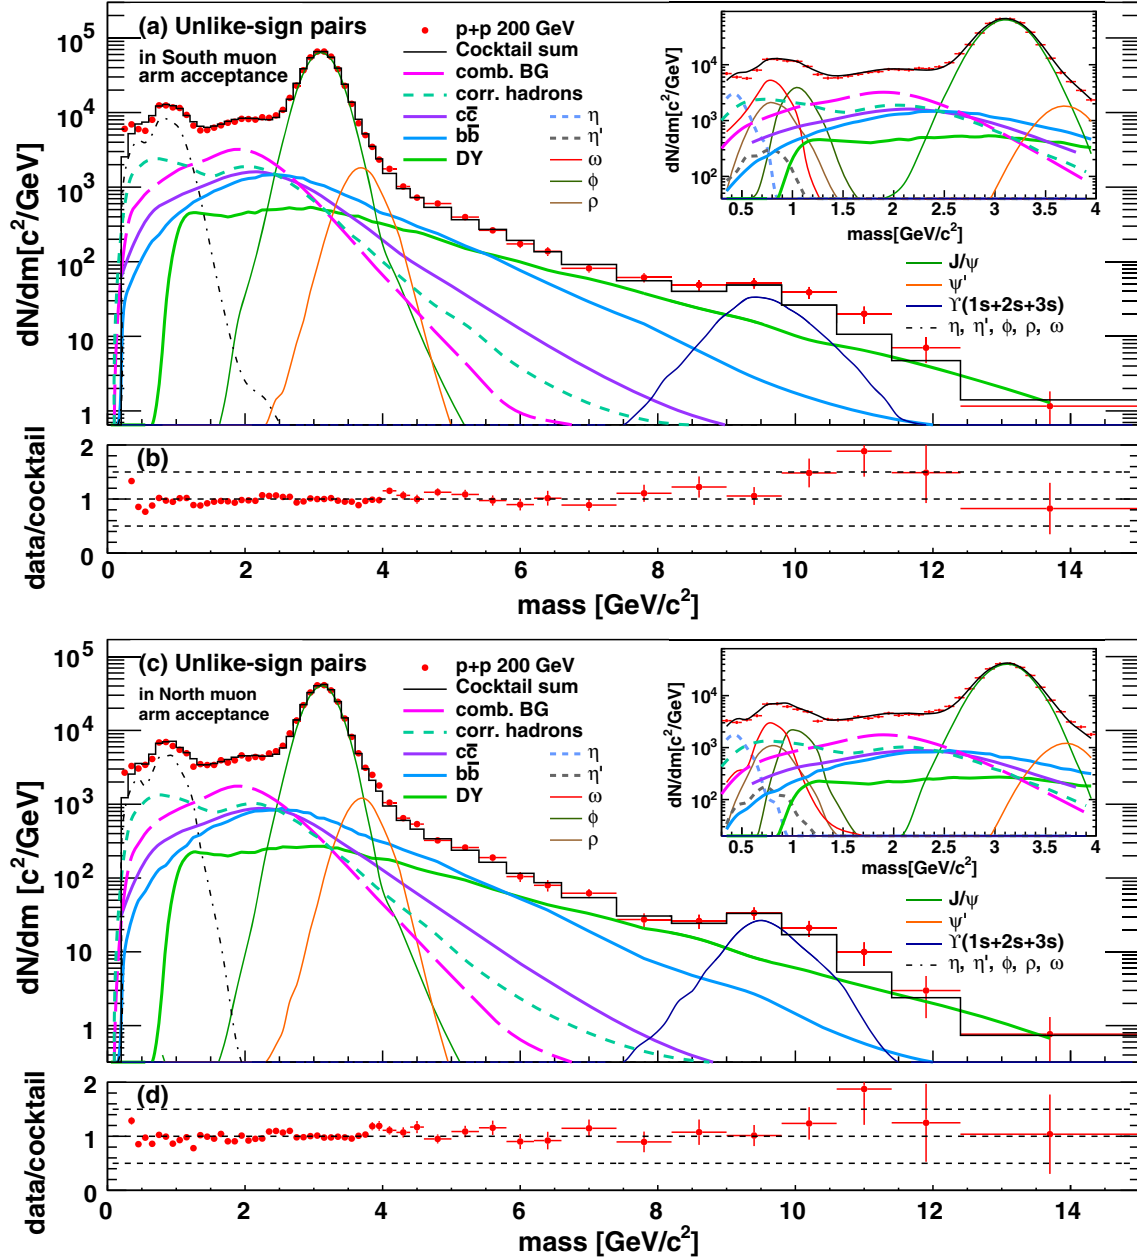 (a) Unlike-sign pairs
in South muon
arm acceptance
p+p 200 GeV
Cocktail sum
comb. BG
corr. hadrons
cc̅
bb̅
DY
η
η'
ω
ϕ
ρ
dN/dm[c²/GeV]
10⁵
10⁴
10³
10²
10
1
dN/dm[c²/GeV]
10⁴
10³
10²
0.5 1 1.5 2 2.5 3 3.5 4
mass[GeV/c²]
J/ψ
ψ'
ϒ(1s+2s+3s)
η, η', ϕ, ρ, ω
(b)
data/cocktail
2
1
0
0 2 4 6 8 10 12 14
mass [GeV/c²]
(c) Unlike-sign pairs
in North muon
arm acceptance
p+p 200 GeV
Cocktail sum
comb. BG
corr. hadrons
cc̅
bb̅
DY
η
η'
ω
ϕ
ρ
dN/dm [c²/GeV]
10⁵
10⁴
10³
10²
10
1
dN/dm[c²/GeV]
10⁴
10³
10²
0.5 1 1.5 2 2.5 3 3.5 4
mass[GeV/c²]
J/ψ
ψ'
ϒ(1s+2s+3s)
η, η', ϕ, ρ, ω
(d)
data/cocktail
2
1
0
0 2 4 6 8 10 12 14
mass [GeV/c²]